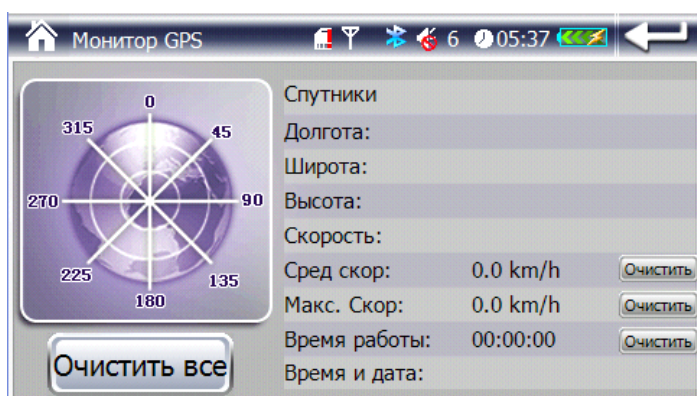 Монитор GPS 6 05:37
0
315 45
270 90
225 135
180
Очистить все
Спутники
Долгота:
Широта:
Высота:
Скорость:
Сред скор: 0.0 km/h Очистить
Макс. Скор: 0.0 km/h Очистить
Время работы: 00:00:00 Очистить
Время и дата: